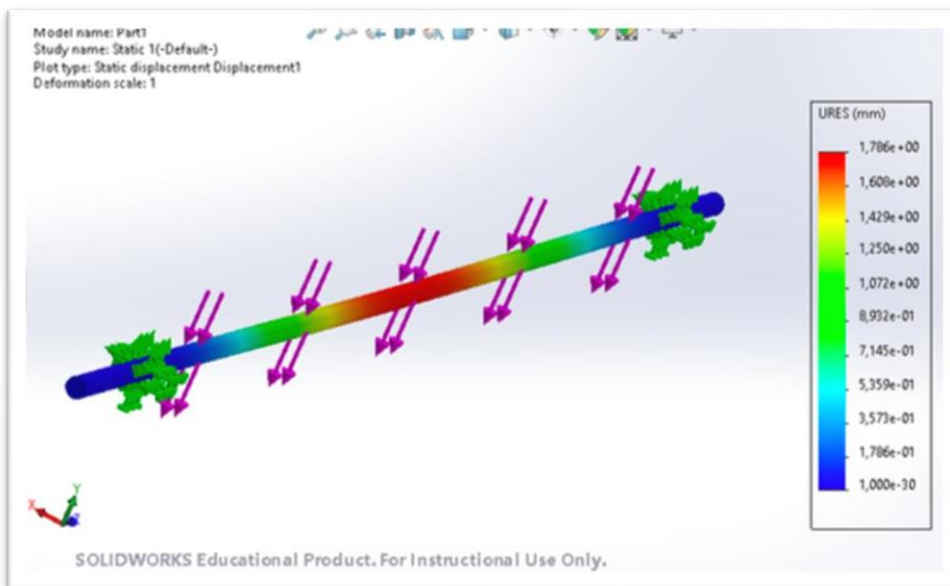 Model name: Part1
Study name: Static 1(-Default-)
Plot type: Static displacement Displacement1
Deformation scale: 1
URES (mm)
1,786e+00
1,608e+00
1,429e+00
1,250e+00
1,072e+00
8,932e-01
7,145e-01
5,359e-01
3,573e-01
1,786e-01
1,000e-30
X
Y
Z
SOLIDWORKS Educational Product. For Instructional Use Only.